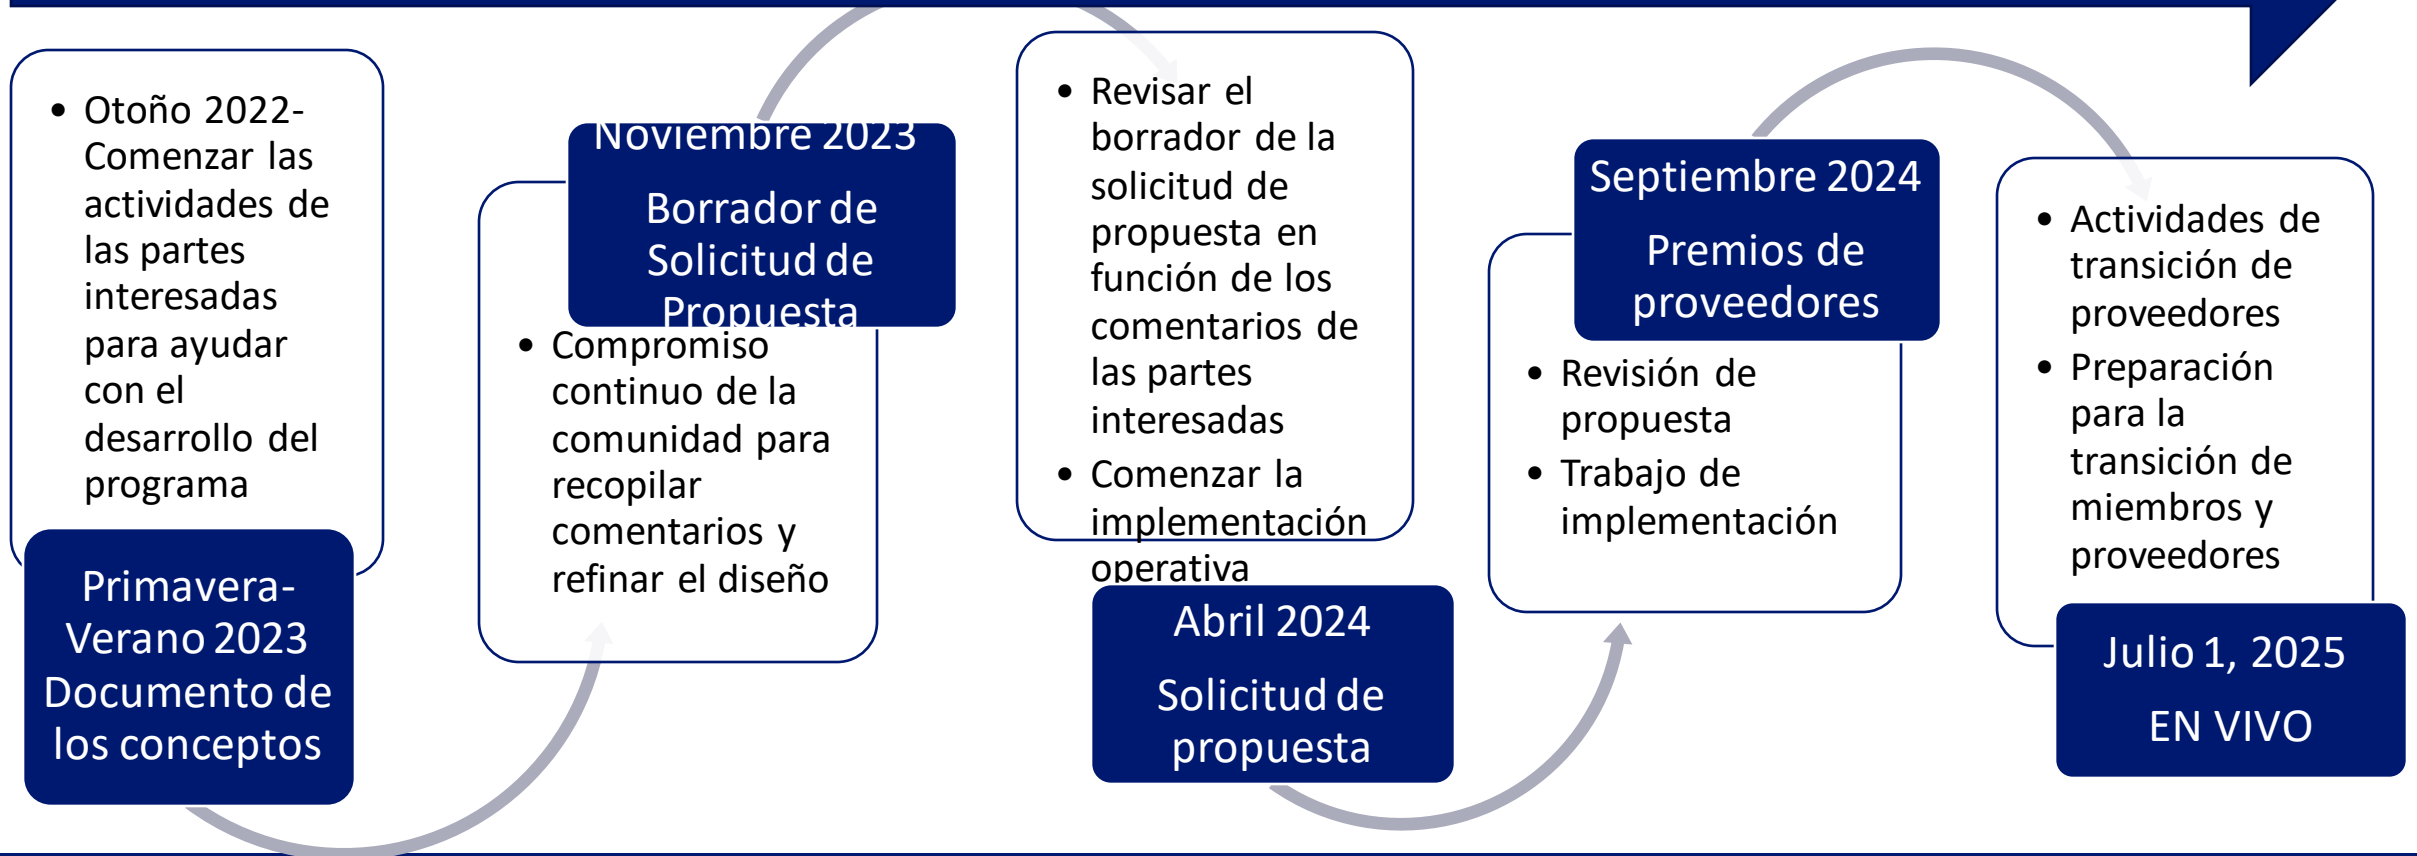 • Otoño 2022-
Comenzar las
actividades de
las partes
interesadas
para ayudar
con el
desarrollo del
programa
Primavera-
Verano 2023
Documento de
los conceptos
Noviembre 2023
Borrador de
Solicitud de
Propuesta
• Compromiso
continuo de la
comunidad para
recopilar
comentarios y
refinar el diseño
• Revisar el
borrador de la
solicitud de
propuesta en
función de los
comentarios de
las partes
interesadas
• Comenzar la
implementación
operativa
Abril 2024
Solicitud de
propuesta
Septiembre 2024
Premios de
proveedores
• Revisión de
propuesta
• Trabajo de
implementación
• Actividades de
transición de
proveedores
• Preparación
para la
transición de
miembros y
proveedores
Julio 1, 2025
EN VIVO